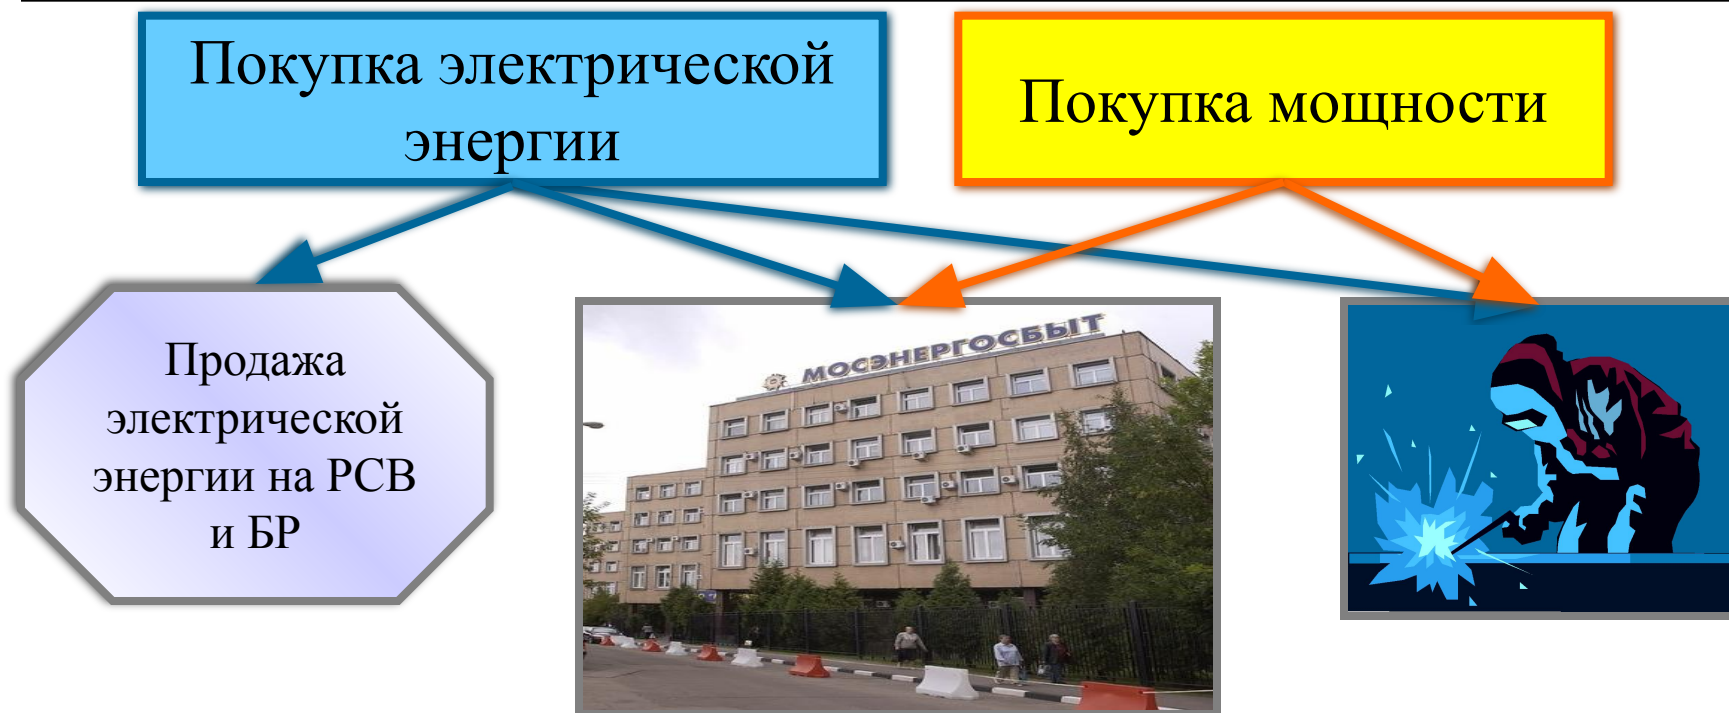 Покупка электрической
энергии
Покупка мощности
Продажа
электрической
энергии на РСВ
и БР
МОСЭНЕРГОСБЫТ